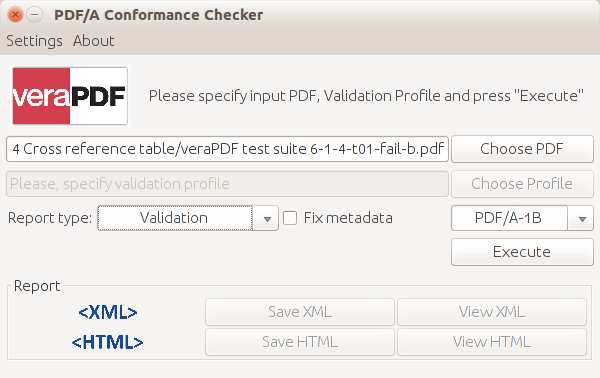 PDF/A Conformance Checker
Settings About
veraPDF Please specify input PDF, Validation Profile and press "Execute"
4 Cross reference table/veraPDF test suite 6-1-4-t01-fail-b.pdf Choose PDF
Please, specify validation profile Choose Profile
Report type: Validation Fix metadata PDF/A-1B
Execute
Report
<XML> Save XML View XML
<HTML> Save HTML View HTML